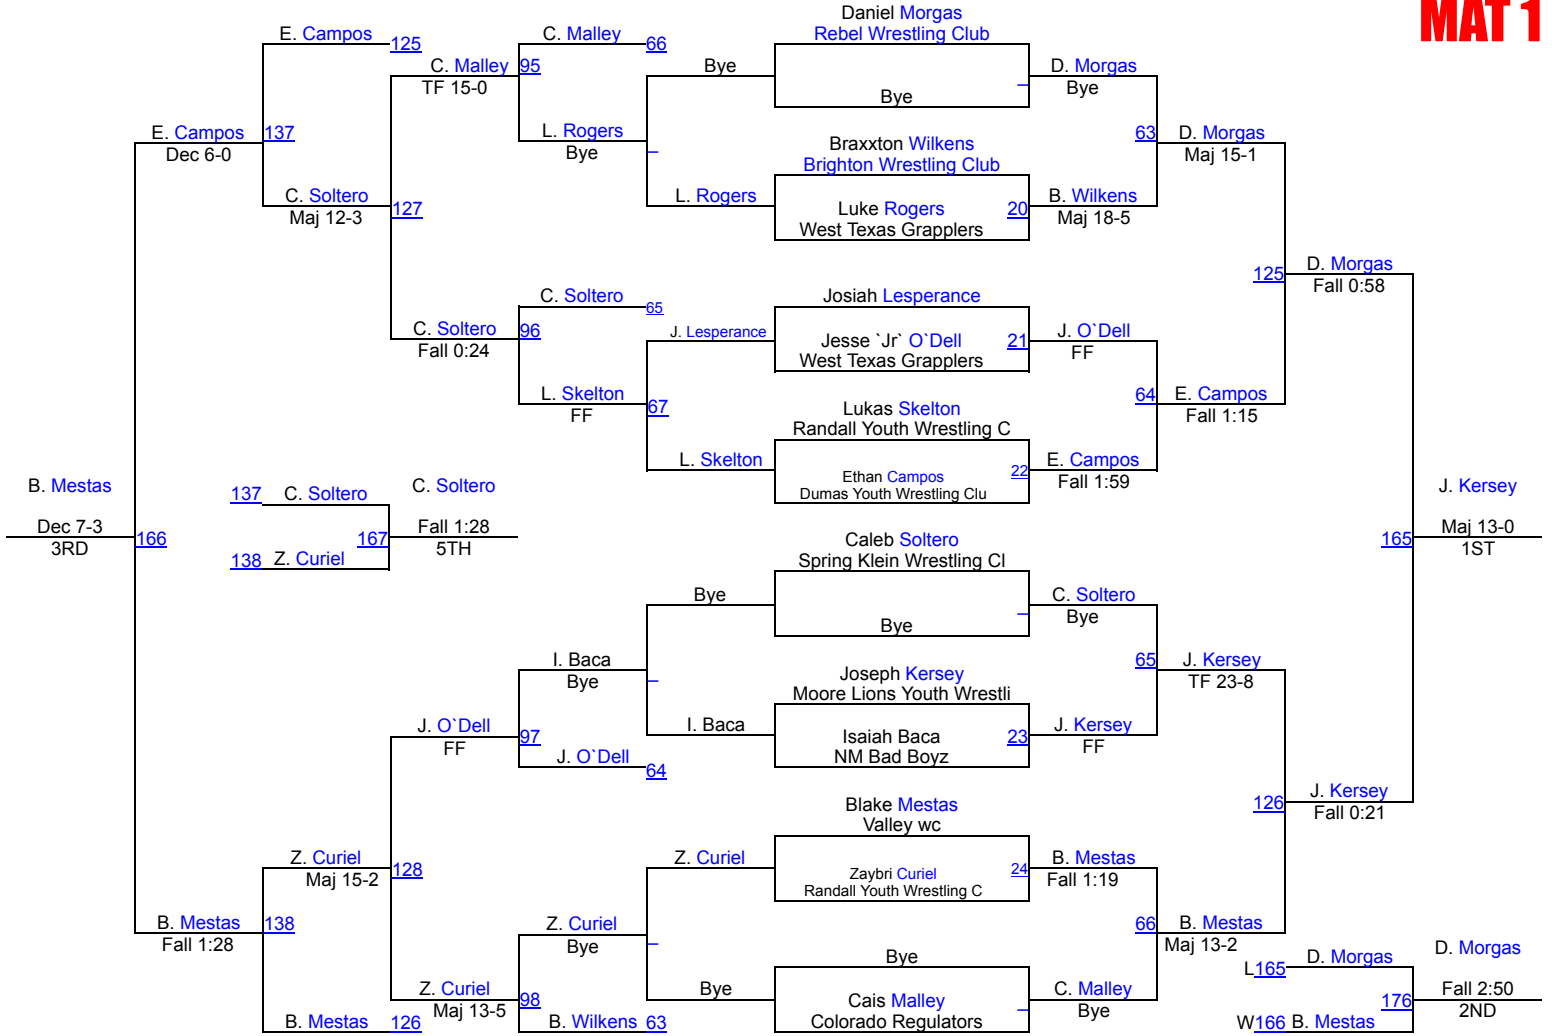 MAT 1
Daniel Morgas
Rebel Wrestling Club
Bye
D. Morgas
Bye
Braxxton Wilkens
Brighton Wrestling Club
Luke Rogers 20
West Texas Grapplers
B. Wilkens
Maj 18-5
63 D. Morgas
Maj 15-1
Josiah Lesperance
Jesse `Jr` O`Dell 21
West Texas Grapplers
J. O`Dell
FF
Lukas Skelton
Randall Youth Wrestling C
Ethan Campos 22
Dumas Youth Wrestling Clu
E. Campos
Fall 1:59
64 E. Campos
Fall 1:15
125 D. Morgas
Fall 0:58
Caleb Soltero
Spring Klein Wrestling Cl
Bye
C. Soltero
Bye
Joseph Kersey
Moore Lions Youth Wrestli
Isaiah Baca 23
NM Bad Boyz
J. Kersey
FF
65 J. Kersey
TF 23-8
Blake Mestas
Valley wc
Zaybri Curiel 24
Randall Youth Wrestling C
B. Mestas
Fall 1:19
Bye
Cais Malley
Colorado Regulators
C. Malley
Bye
66 B. Mestas
Maj 13-2
126 J. Kersey
Fall 0:21
J. Kersey
165 Maj 13-0
1ST
L165 D. Morgas
W166 B. Mestas
D. Morgas
176 Fall 2:50
2ND
Bye
L. Rogers
C. Malley 66
L. Rogers
Bye
J. Lesperance
L. Skelton
C. Soltero 65
L. Skelton 67
FF
C. Malley 95
TF 15-0
C. Soltero 96
Fall 0:24
E. Campos 125
C. Soltero 127
Maj 12-3
E. Campos 137
Dec 6-0
Bye
I. Baca
I. Baca
Bye
J. O`Dell 64
Z. Curiel
Bye
Z. Curiel
Bye
B. Wilkens 63
J. O`Dell 97
FF
Z. Curiel 98
Maj 13-5
Z. Curiel 128
Maj 15-2
B. Mestas 126
B. Mestas 138
Fall 1:28
B. Mestas
Dec 7-3 166
3RD
137 C. Soltero
138 Z. Curiel
C. Soltero
167 Fall 1:28
5TH